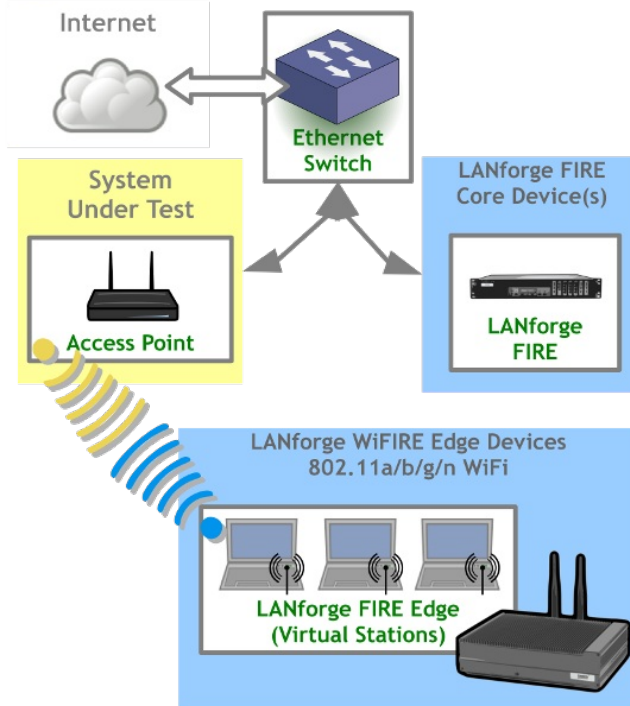 Internet
Ethernet
Switch
System
Under Test
Access Point
LANforge FIRE
Core Device(s)
LANforge
FIRE
LANforge WiFIRE Edge Devices
802.11a/b/g/n WiFi
LANforge FIRE Edge
(Virtual Stations)